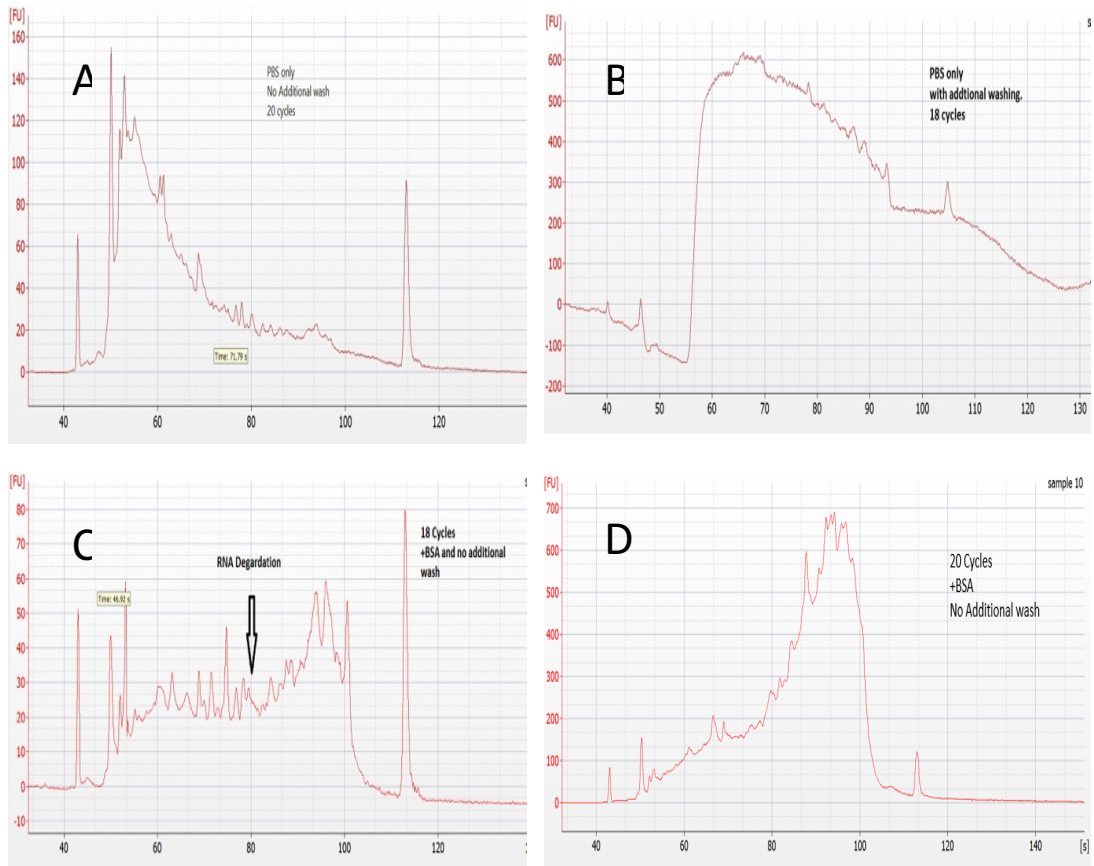 [FU]
A
PBS only
No Additional wash
20 cycles
160
140
120
100
80
60
40
20
0
Time: 71.79 s
40
60
80
100
120
[FU]
s
B
PBS only
with addtional washing.
18 cycles
600
500
400
300
200
100
0
-100
-200
40
50
60
70
80
90
100
110
120
130
[FU]
s
C
18 Cycles
+BSA and no additional
wash
RNA Degardation
Time: 46.92 s
80
70
60
50
40
30
20
10
0
-10
40
60
80
100
120
[FU]
sample 10
D
20 Cycles
+BSA
No Additional wash
700
600
500
400
300
200
100
0
40
60
80
100
120
140
[s]